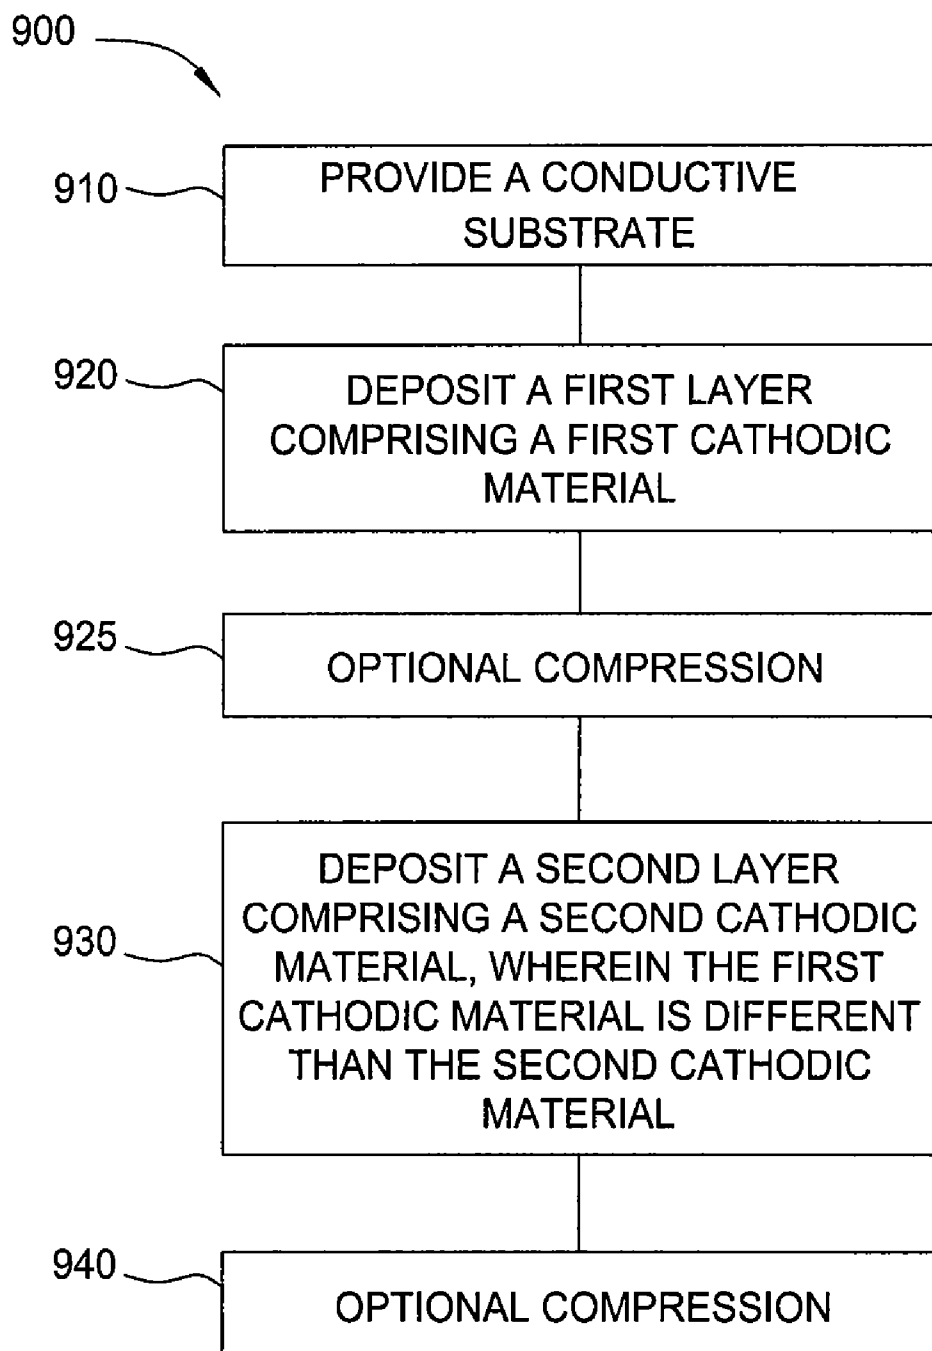 900
910
PROVIDE A CONDUCTIVE
SUBSTRATE
920
DEPOSIT A FIRST LAYER
COMPRISING A FIRST CATHODIC
MATERIAL
925
OPTIONAL COMPRESSION
930
DEPOSIT A SECOND LAYER
COMPRISING A SECOND CATHODIC
MATERIAL, WHEREIN THE FIRST
CATHODIC MATERIAL IS DIFFERENT
THAN THE SECOND CATHODIC
MATERIAL
940
OPTIONAL COMPRESSION